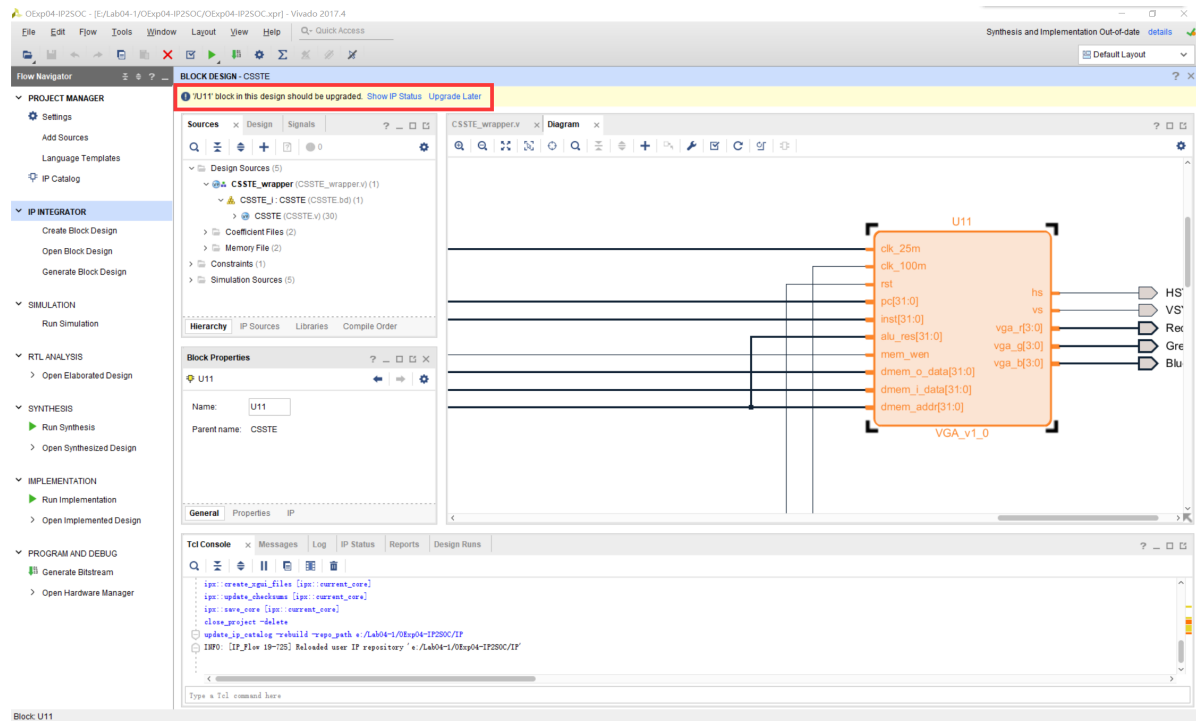 OExp04-IP2SOC - [E:/Lab04-1/OExp04-IP2SOC/OExp04-IP2SOC.xpr] - Vivado 2017.4
File Edit Flow Tools Window Layout View Help Quick Access
Synthesis and Implementation Out-of-date details
Default Layout
Flow Navigator
PROJECT MANAGER
Settings
Add Sources
Language Templates
IP Catalog
IP INTEGRATOR
Create Block Design
Open Block Design
Generate Block Design
SIMULATION
Run Simulation
RTL ANALYSIS
Open Elaborated Design
SYNTHESIS
Run Synthesis
Open Synthesized Design
IMPLEMENTATION
Run Implementation
Open Implemented Design
PROGRAM AND DEBUG
Generate Bitstream
Open Hardware Manager
BLOCK DESIGN - CSSTE
'/U11' block in this design should be upgraded. Show IP Status Upgrade Later
Sources Design Signals
0
Design Sources (5)
CSSTE_wrapper (CSSTE_wrapper.v) (1)
CSSTE_i : CSSTE (CSSTE.bd) (1)
CSSTE (CSSTE.v) (30)
Coefficient Files (2)
Memory File (2)
Constraints (1)
Simulation Sources (5)
Hierarchy IP Sources Libraries Compile Order
Block Properties
U11
Name: U11
Parent name: CSSTE
General Properties IP
CSSTE_wrapper.v Diagram
U11
clk_25m
clk_100m
rst
pc[31:0]
inst[31:0]
alu_res[31:0]
mem_wen
dmem_o_data[31:0]
dmem_i_data[31:0]
dmem_addr[31:0]
hs
vs
vga_r[3:0]
vga_g[3:0]
vga_b[3:0]
VGA_v1_0
HSY
VSY
Red
Gre
Blu
Tcl Console Messages Log IP Status Reports Design Runs
ipx::create_xgui_files [ipx::current_core]
ipx::update_checksums [ipx::current_core]
ipx::save_core [ipx::current_core]
close_project -delete
update_ip_catalog -rebuild -repo_path e:/Lab04-1/OExp04-IP2SOC/IP
INFO: [IP_Flow 19-725] Reloaded user IP repository 'e:/Lab04-1/OExp04-IP2SOC/IP'
Type a Tcl command here
Block: U11